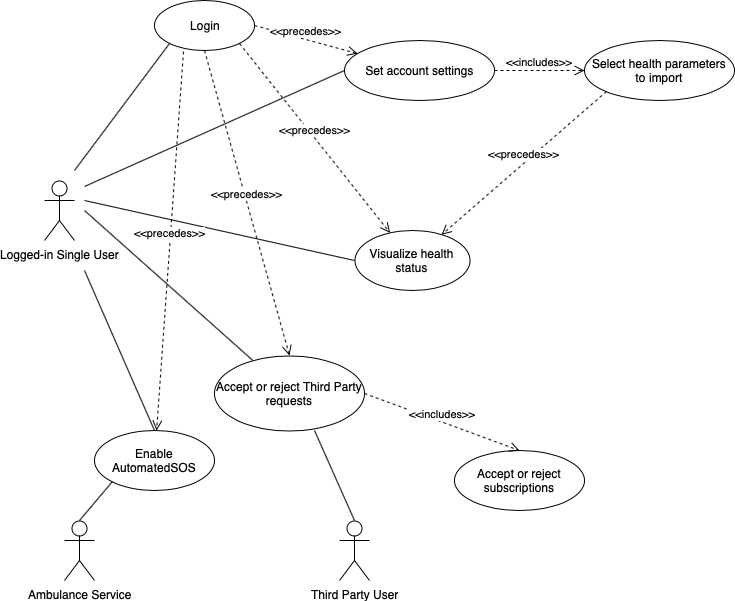 Login
<<precedes>>
Set account settings
<<includes>>
Select health parameters
to import
<<precedes>>
<<precedes>>
<<precedes>>
<<precedes>>
Logged-in Single User
Visualize health
status
Accept or reject Third Party
requests
<<includes>>
Enable
AutomatedSOS
Accept or reject
subscriptions
Ambulance Service
Third Party User